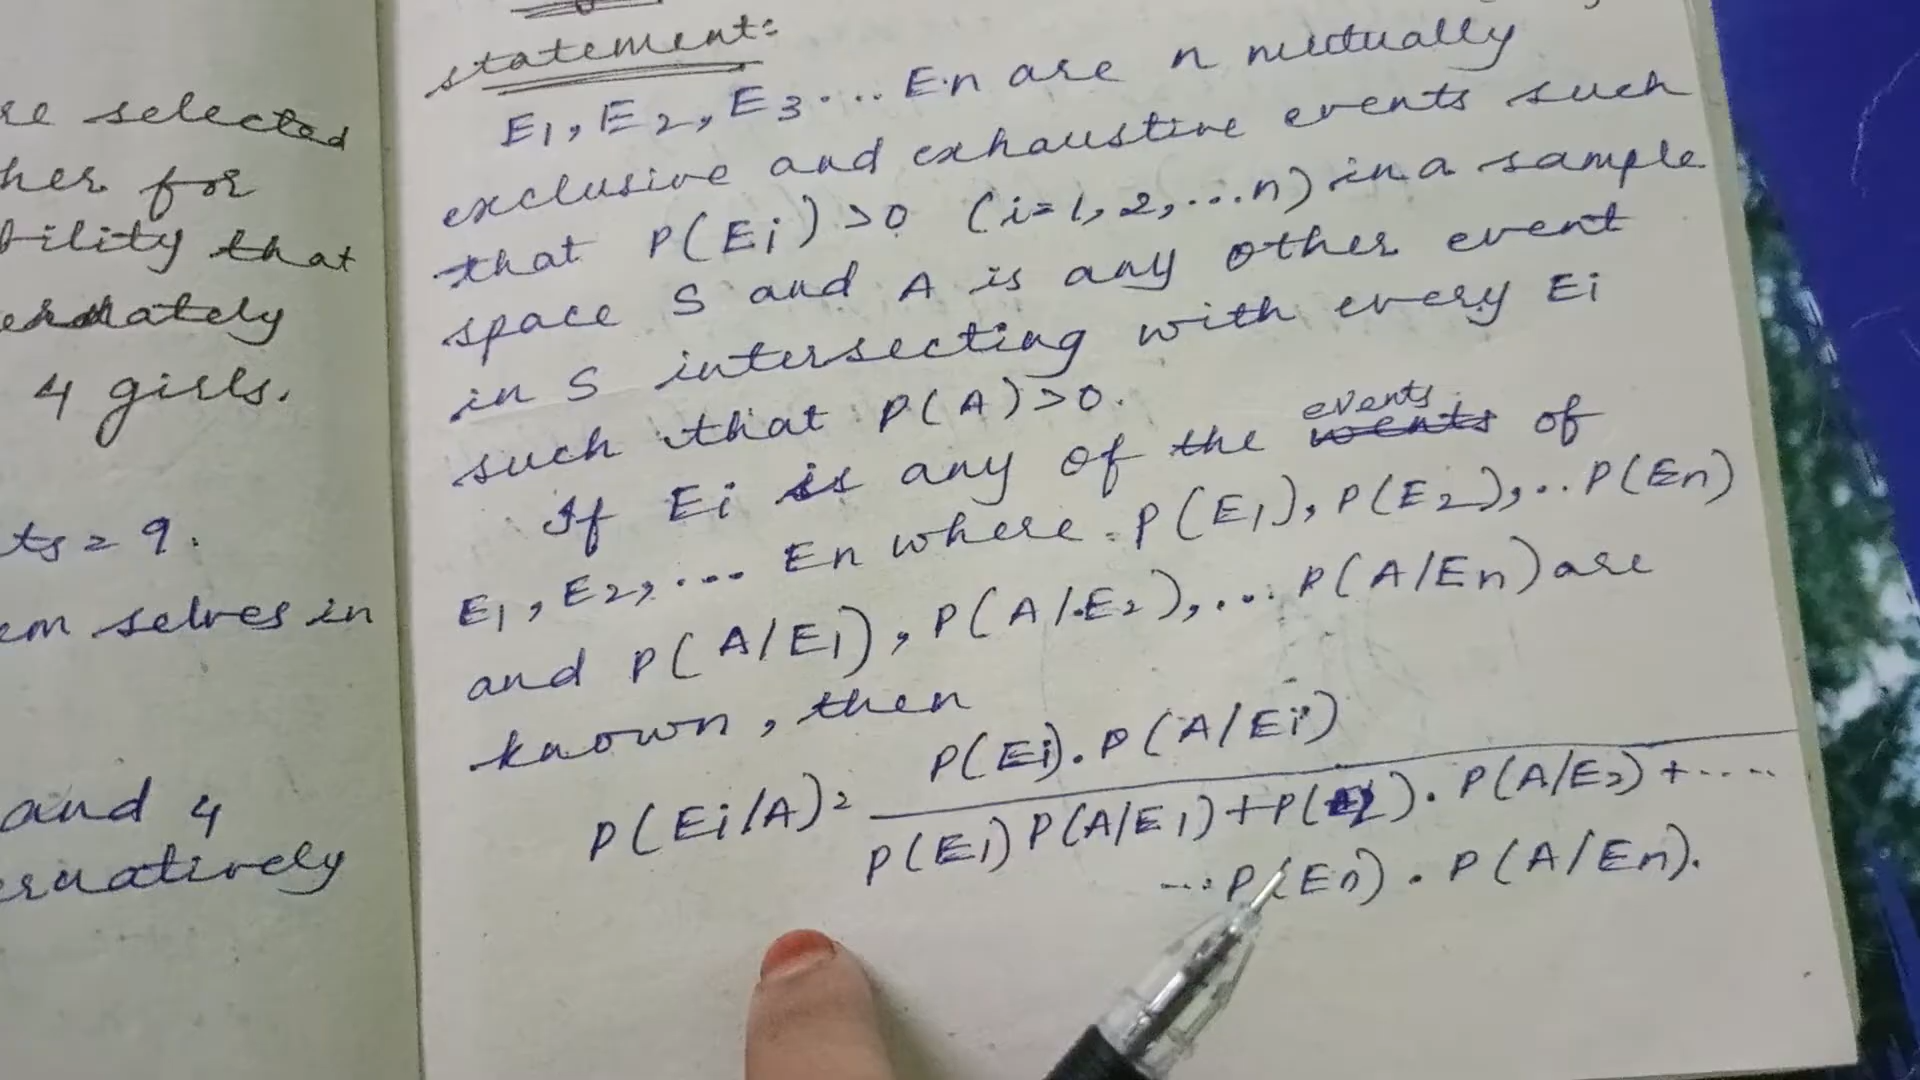 re selected
her for
bility that
ately
4 girls.
ts = 9.
em selves in
and 4
ernatively
statement:
E1, E2, E3.... En are n mutually
exclusive and exhaustive events such
that P(Ei) >0 (i=1, 2, ...n) in a sample
space S and A is any other event
in S intersecting with every Ei
such that P(A) >0.
events
If Ei is any of the of
E1, E2, ... En where P(E1), P(E2), .. P(En)
and P(A/E1), P(A/E2), ... P(A/En) are
known, then
P(Ei).P(A/Ei)
P(Ei/A) =
P(E1) P(A/E1) + P(E2). P(A/E2) + .....
...P(En) . P(A/En).